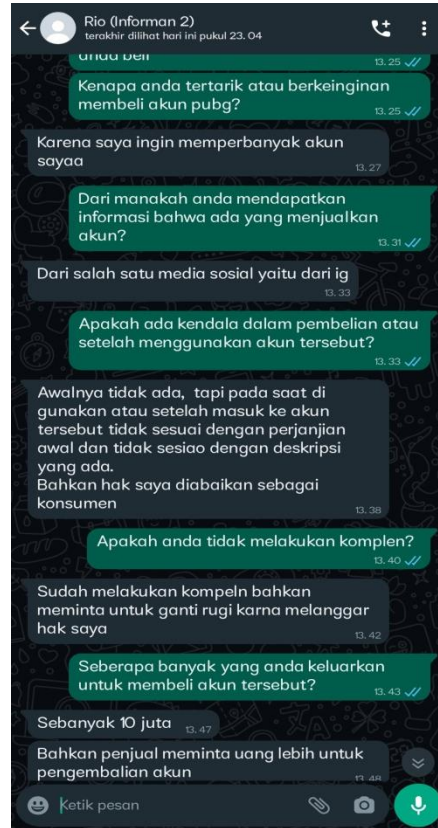 Rio (Informan 2)
terakhir dilihat hari ini pukul 23.04
anda beli
13.25
Kenapa anda tertarik atau berkeinginan
membeli akun pubg?
13.25
Karena saya ingin memperbanyak akun
sayaa
13.27
Dari manakah anda mendapatkan
informasi bahwa ada yang menjualkan
akun?
13.31
Dari salah satu media sosial yaitu dari ig
13.33
Apakah ada kendala dalam pembelian atau
setelah menggunakan akun tersebut?
13.33
Awalnya tidak ada, tapi pada saat di
gunakan atau setelah masuk ke akun
tersebut tidak sesuai dengan perjanjian
awal dan tidak sesiao dengan deskripsi
yang ada.
Bahkan hak saya diabaikan sebagai
konsumen
13.38
Apakah anda tidak melakukan komplen?
13.40
Sudah melakukan kompeln bahkan
meminta untuk ganti rugi karna melanggar
hak saya
13.42
Seberapa banyak yang anda keluarkan
untuk membeli akun tersebut?
13.43
Sebanyak 10 juta
13.47
Bahkan penjual meminta uang lebih untuk
pengembalian akun
13.48
Ketik pesan